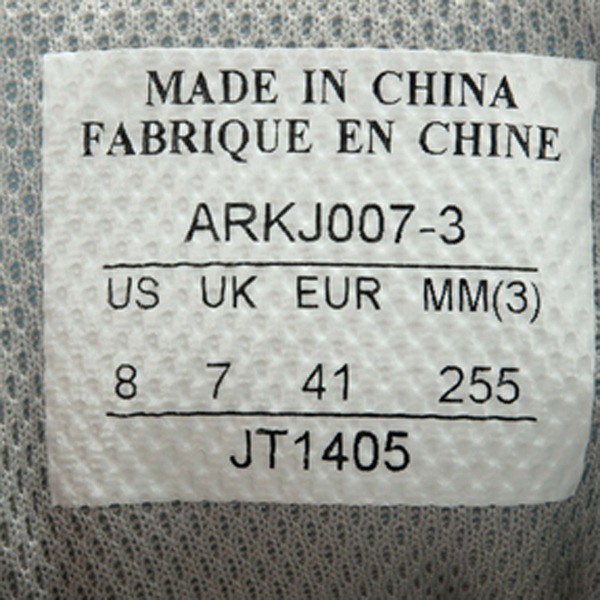 MADE IN CHINA
FABRIQUE EN CHINE
ARKJ007-3
US UK EUR MM(3)
8 7 41 255
JT1405